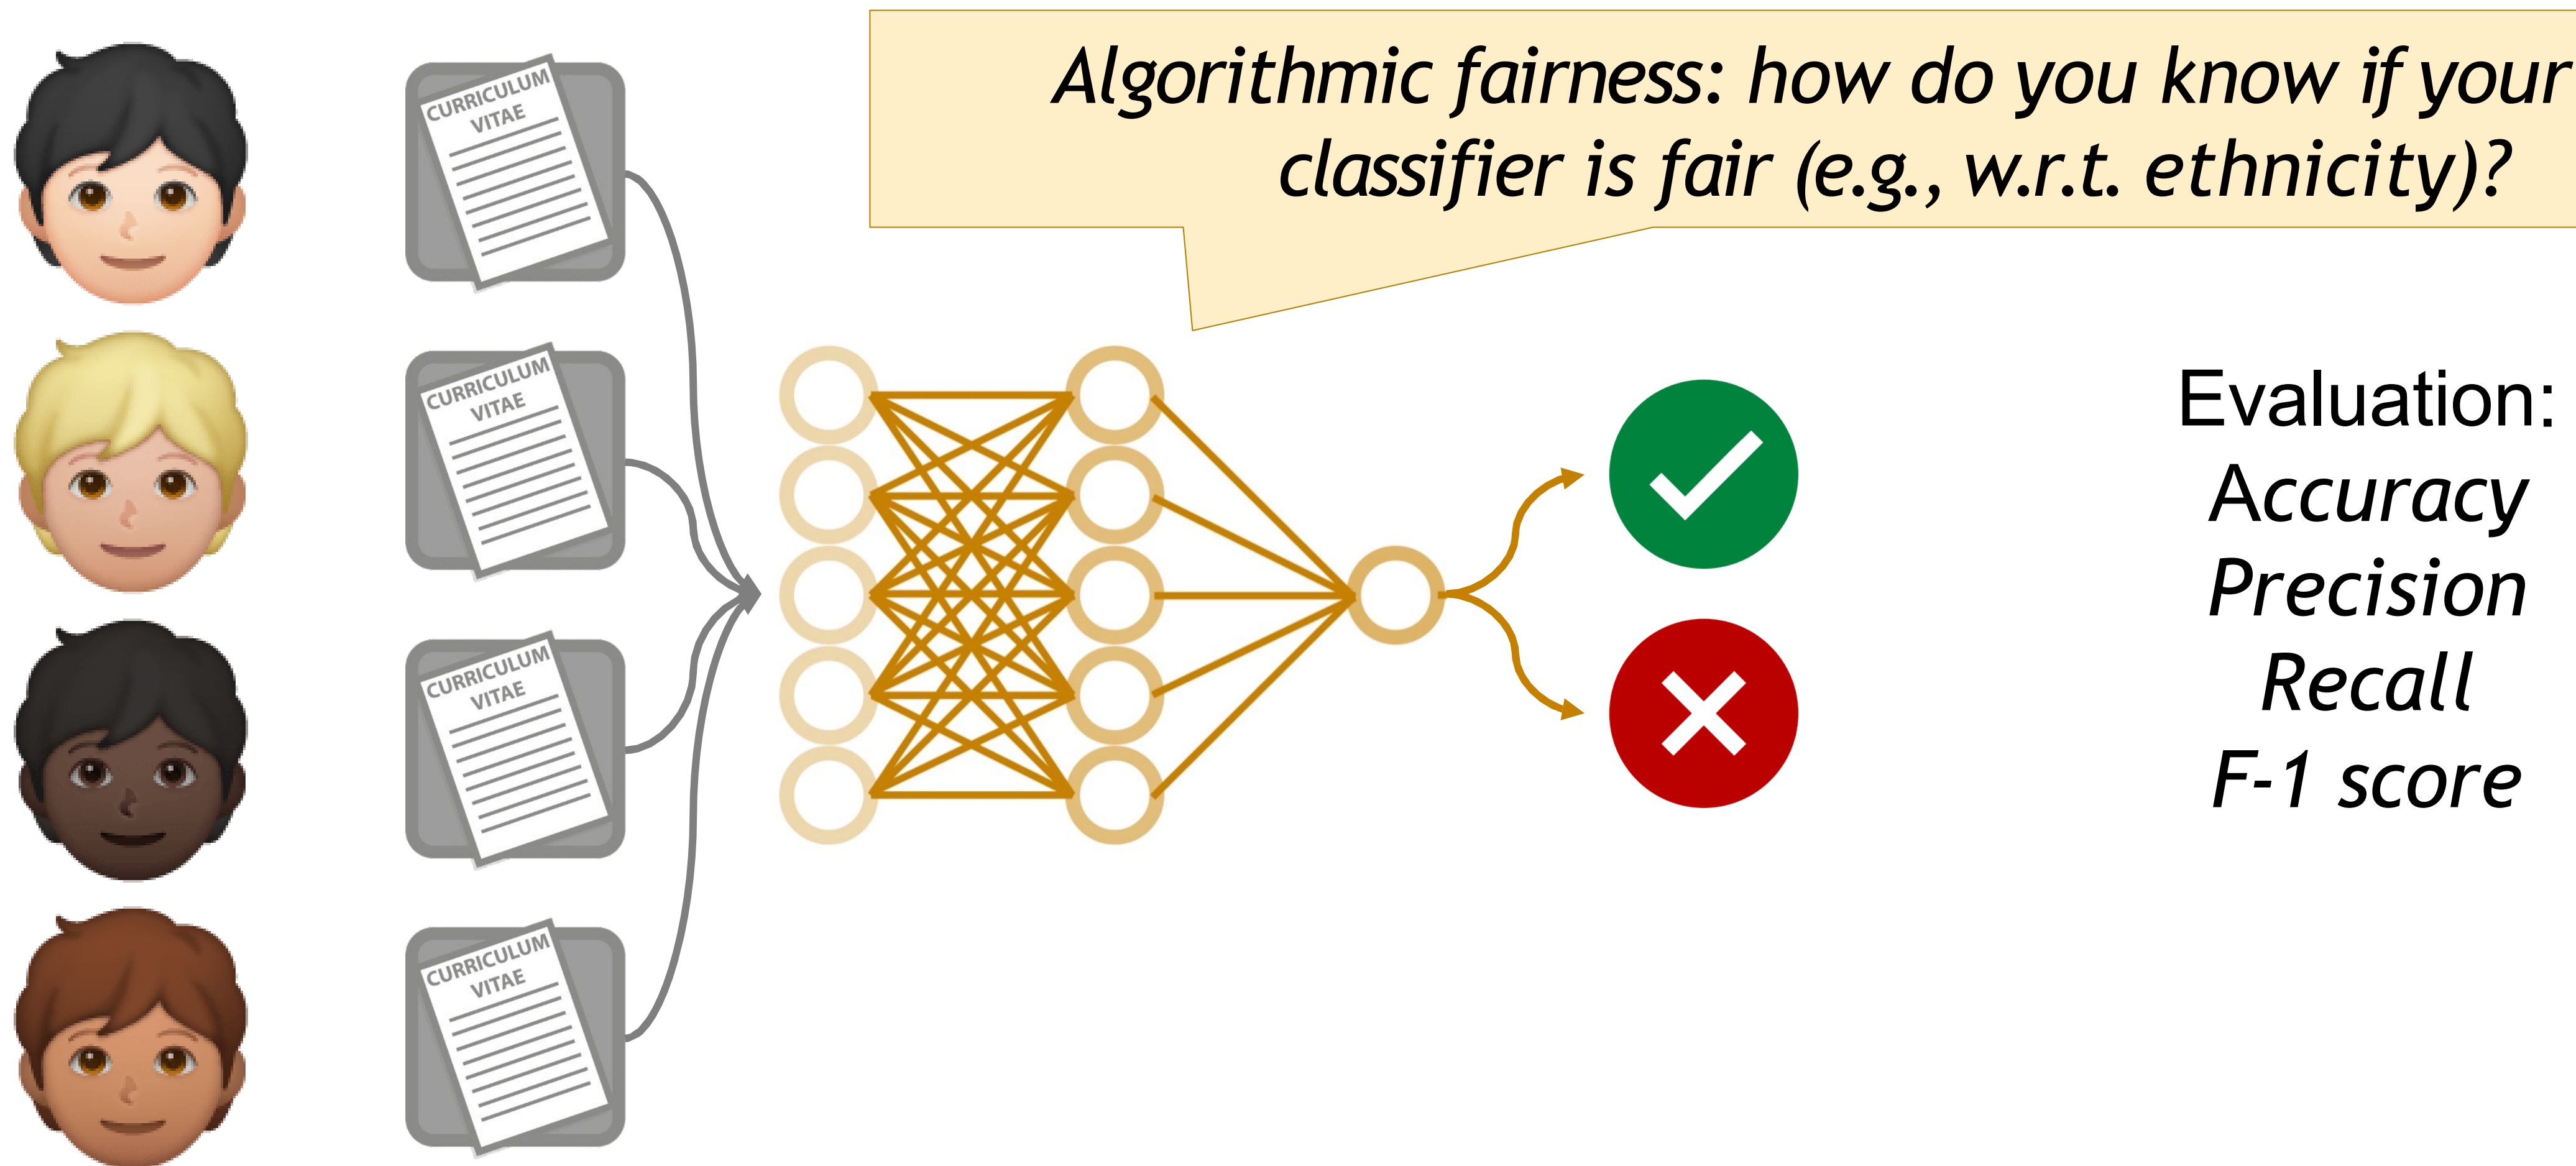 Algorithmic fairness: how do you know if your
classifier is fair (e.g., w.r.t. ethnicity)?
CURRICULUM
VITAE
CURRICULUM
VITAE
CURRICULUM
VITAE
CURRICULUM
VITAE
Evaluation:
Accuracy
Precision
Recall
F-1 score